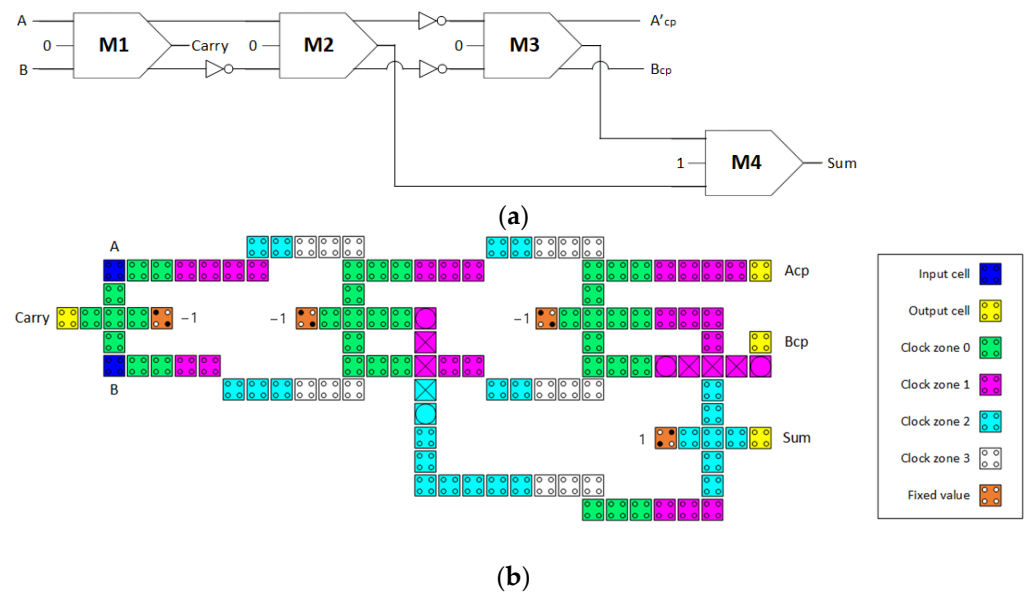 A
0
B
M1
Carry
0
M2
0
M3
A'cp
Bcp
1
M4
Sum
(a)
A
Carry
−1
B
−1
−1
Acp
Bcp
1
Sum
Input cell
Output cell
Clock zone 0
Clock zone 1
Clock zone 2
Clock zone 3
Fixed value
(b)